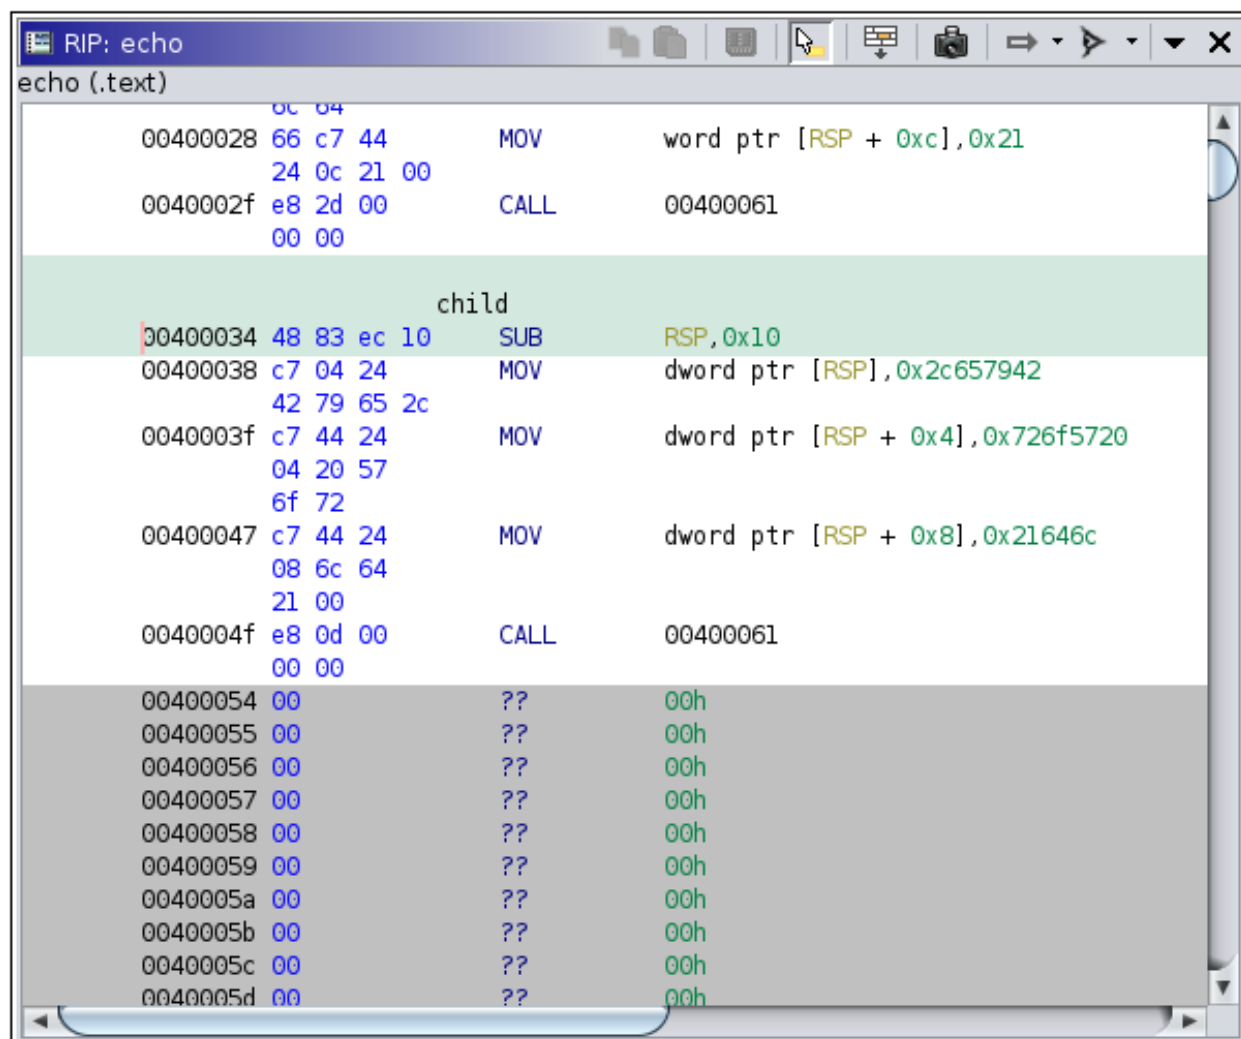 RIP: echo
echo (.text)
6c 64
00400028 66 c7 44 MOV word ptr [RSP + 0xc],0x21
24 0c 21 00
0040002f e8 2d 00 CALL 00400061
00 00
child
00400034 48 83 ec 10 SUB RSP,0x10
00400038 c7 04 24 MOV dword ptr [RSP],0x2c657942
42 79 65 2c
0040003f c7 44 24 MOV dword ptr [RSP + 0x4],0x726f5720
04 20 57
6f 72
00400047 c7 44 24 MOV dword ptr [RSP + 0x8],0x21646c
08 6c 64
21 00
0040004f e8 0d 00 CALL 00400061
00 00
00400054 00 ?? 00h
00400055 00 ?? 00h
00400056 00 ?? 00h
00400057 00 ?? 00h
00400058 00 ?? 00h
00400059 00 ?? 00h
0040005a 00 ?? 00h
0040005b 00 ?? 00h
0040005c 00 ?? 00h
0040005d 00 ?? 00h